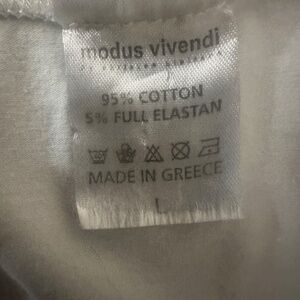 modus vivendi
95% COTTON
5% FULL ELASTAN
MADE IN GREECE
L